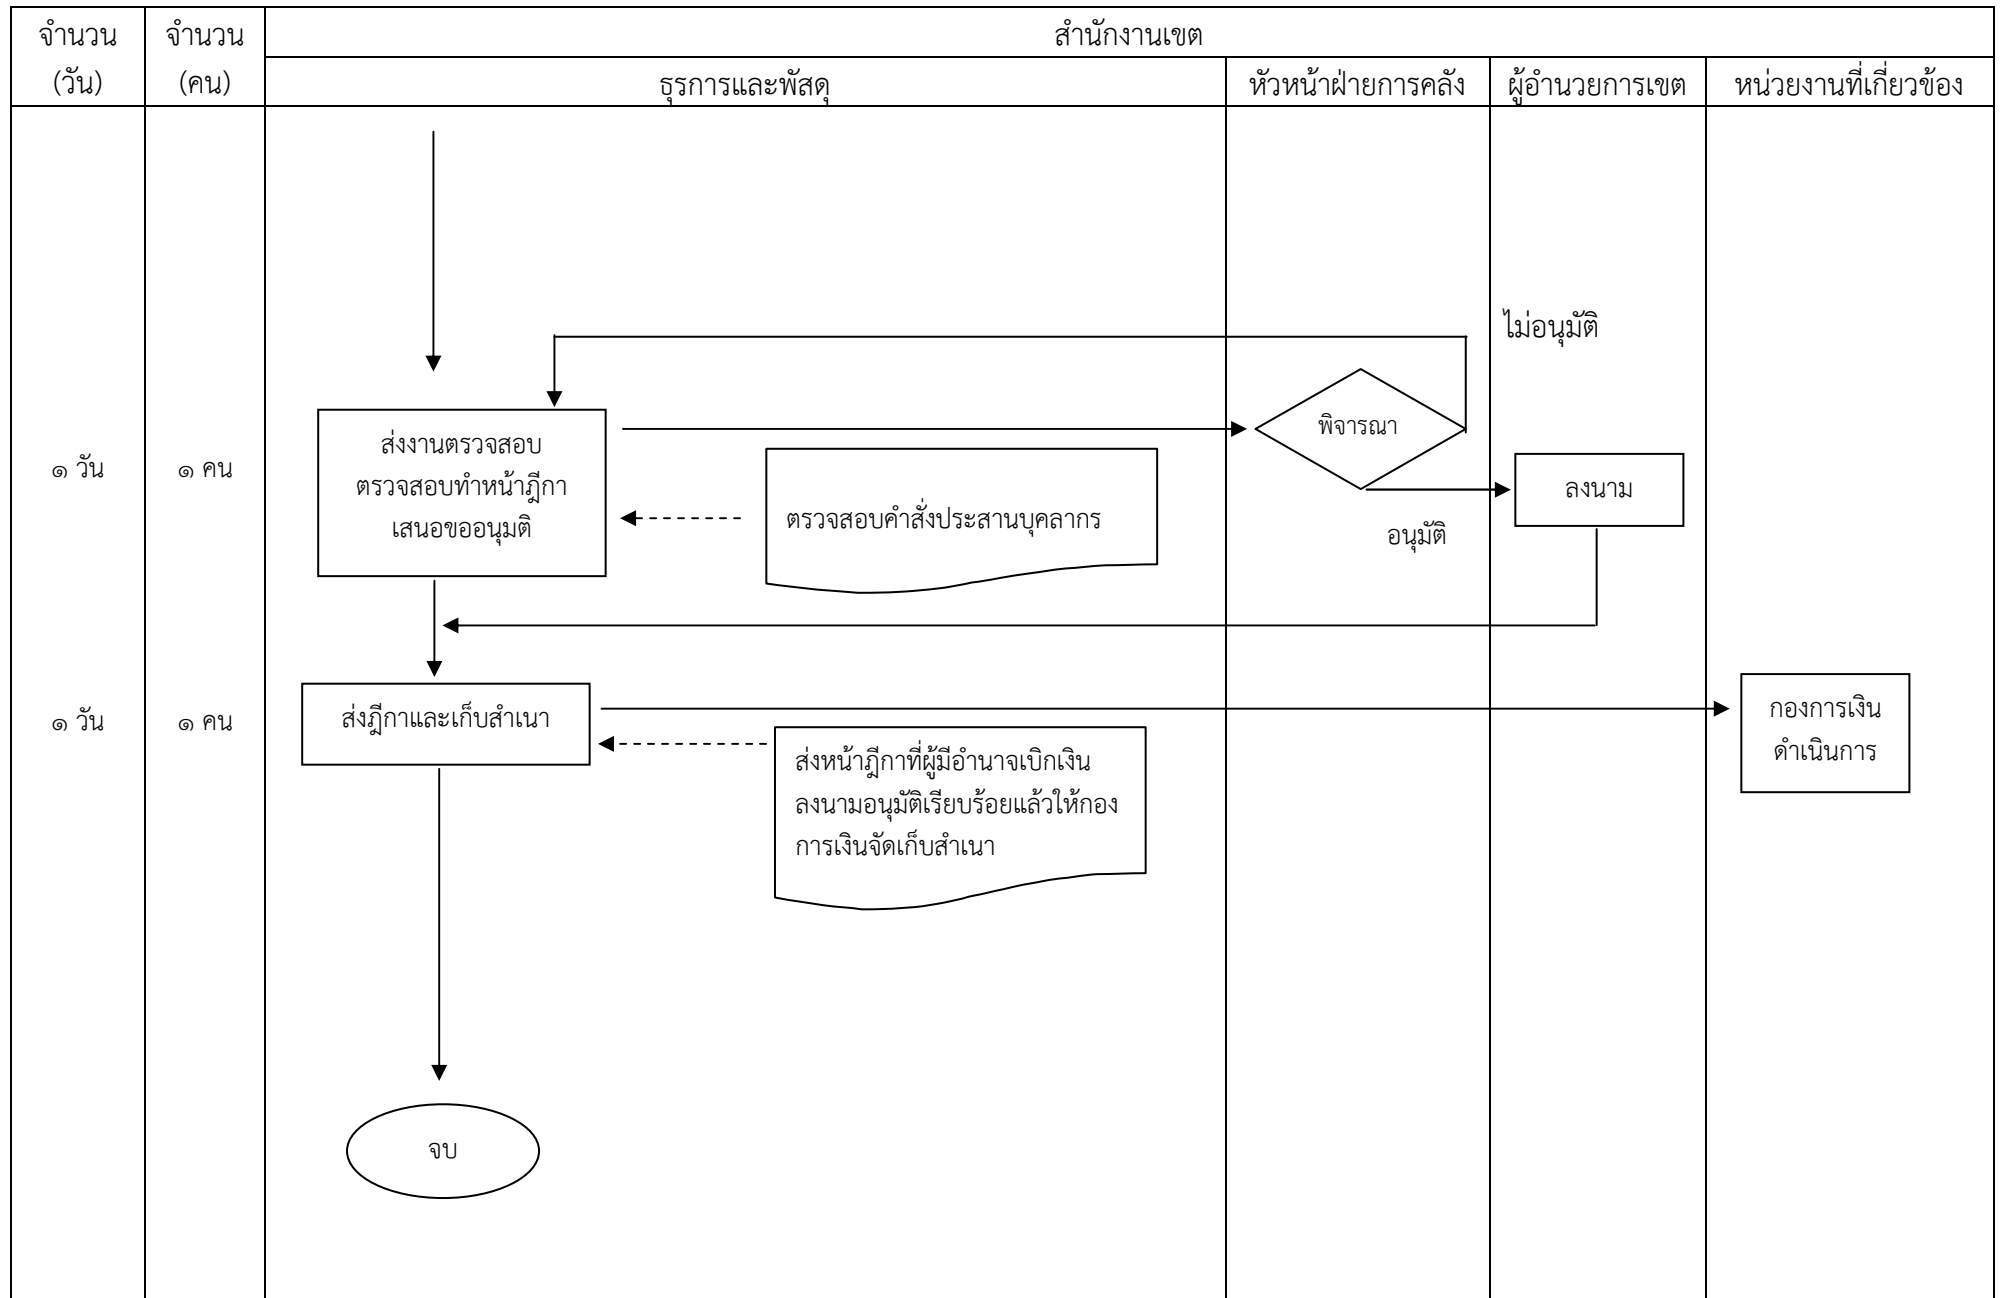 จำนวน
(วัน)
จำนวน
(คน)
สำนักงานเขต
ธุรการและพัสดุ
หัวหน้าฝ่ายการคลัง
ผู้อำนวยการเขต
หน่วยงานที่เกี่ยวข้อง
ไม่อนุมัติ
๑ วัน
๑ คน
ส่งงานตรวจสอบ
ตรวจสอบทำหน้าฎีกา
เสนอขออนุมติ
ตรวจสอบคำสั่งประสานบุคลากร
พิจารณา
อนุมัติ
ลงนาม
๑ วัน
๑ คน
ส่งฎีกาและเก็บสำเนา
ส่งหน้าฎีกาที่ผู้มีอำนาจเบิกเงิน
ลงนามอนุมัติเรียบร้อยแล้วให้กอง
การเงินจัดเก็บสำเนา
กองการเงิน
ดำเนินการ
จบ